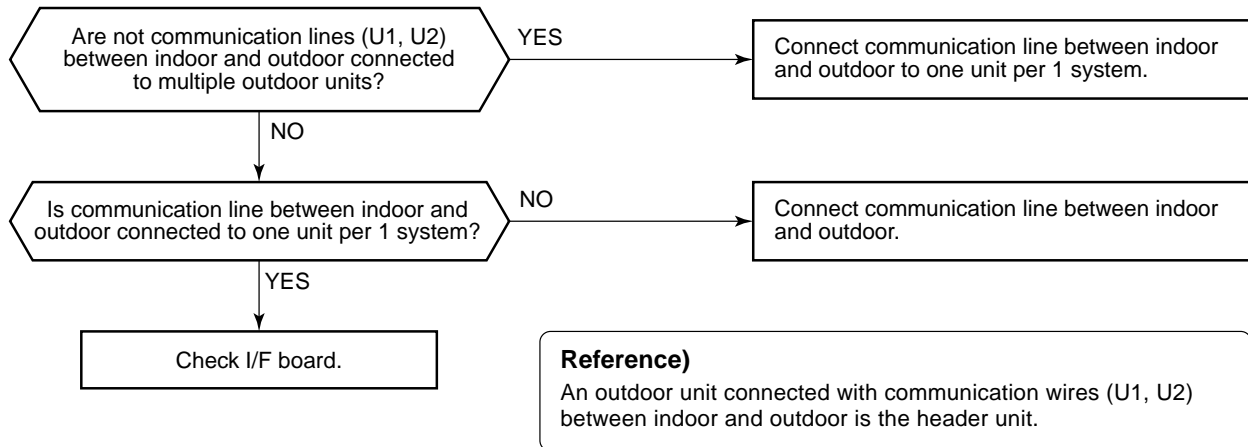 Are not communication lines (U1, U2)
between indoor and outdoor connected
to multiple outdoor units?
YES
Connect communication line between indoor
and outdoor to one unit per 1 system.
NO
Is communication line between indoor and
outdoor connected to one unit per 1 system?
NO
Connect communication line between indoor
and outdoor.
YES
Check I/F board.
Reference)
An outdoor unit connected with communication wires (U1, U2)
between indoor and outdoor is the header unit.